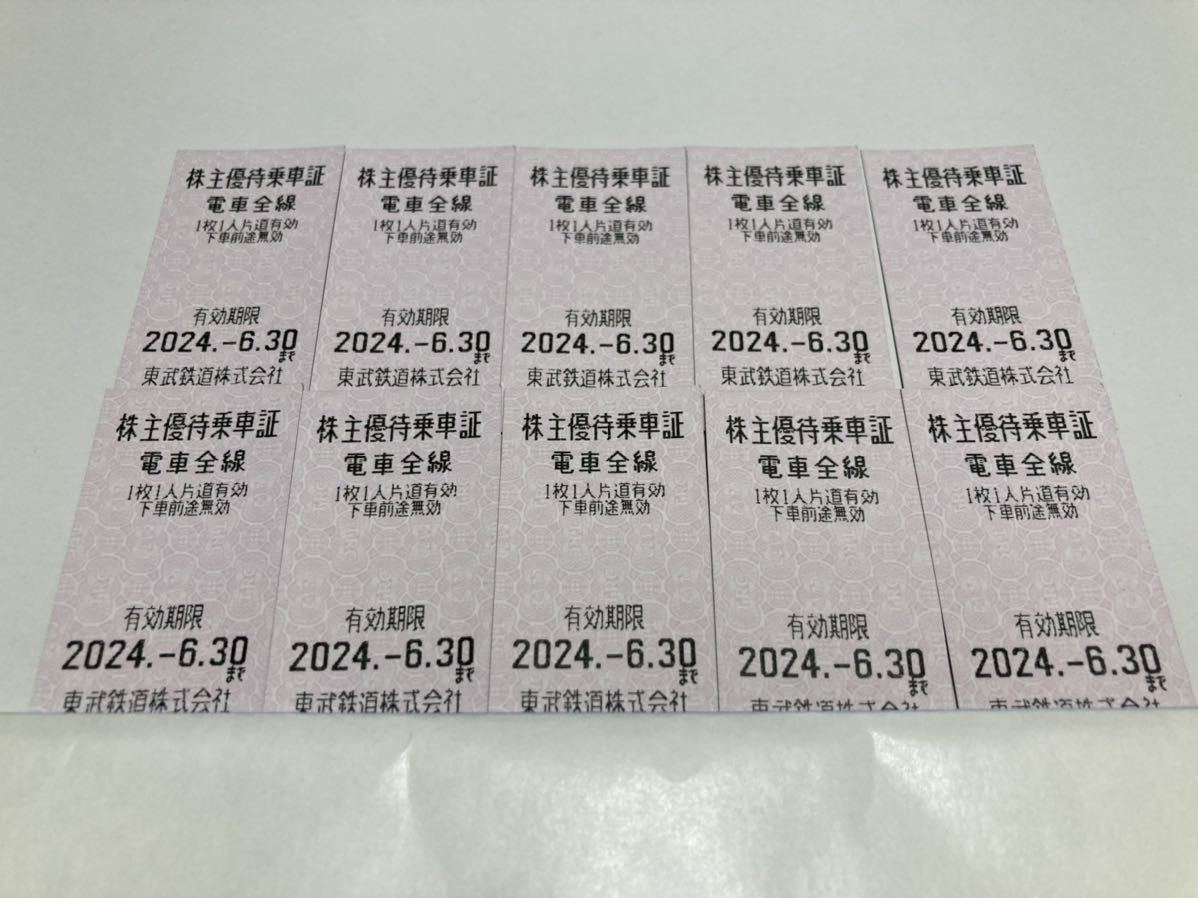 株主優待乗車証
電車全線
1枚1人片道有効
下車前途無効
有効期限
2024.-6.30まで
東武鉄道株式会社
株主優待乗車証
電車全線
1枚1人片道有効
下車前途無効
有効期限
2024.-6.30まで
東武鉄道株式会社
株主優待乗車証
電車全線
1枚1人片道有効
下車前途無効
有効期限
2024.-6.30まで
東武鉄道株式会社
株主優待乗車証
電車全線
1枚1人片道有効
下車前途無効
有効期限
2024.-6.30まで
東武鉄道株式会社
株主優待乗車証
電車全線
1枚1人片道有効
下車前途無効
有効期限
2024.-6.30まで
東武鉄道株式会社
株主優待乗車証
電車全線
1枚1人片道有効
下車前途無効
有効期限
2024.-6.30まで
東武鉄道株式会社
株主優待乗車証
電車全線
1枚1人片道有効
下車前途無効
有効期限
2024.-6.30まで
東武鉄道株式会社
株主優待乗車証
電車全線
1枚1人片道有効
下車前途無効
有効期限
2024.-6.30まで
東武鉄道株式会社
株主優待乗車証
電車全線
1枚1人片道有効
下車前途無効
有効期限
2024.-6.30まで
東武鉄道株式会社
株主優待乗車証
電車全線
1枚1人片道有効
下車前途無効
有効期限
2024.-6.30まで
東武鉄道株式会社